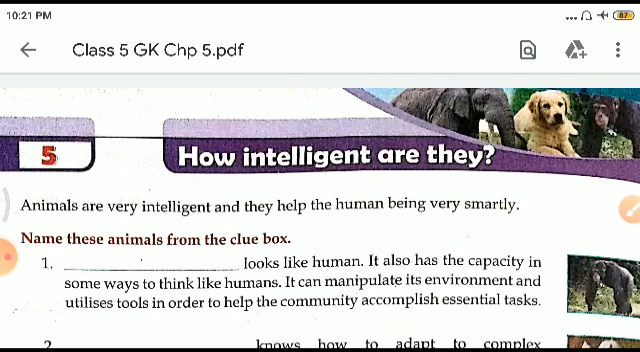 10:21 PM
87
Class 5 GK Chp 5.pdf
5
How intelligent are they?
Animals are very intelligent and they help the human being very smartly.
Name these animals from the clue box.
1. ______________ looks like human. It also has the capacity in
some ways to think like humans. It can manipulate its environment and
utilises tools in order to help the community accomplish essential tasks.
2. ______________ knows how to adapt to complex